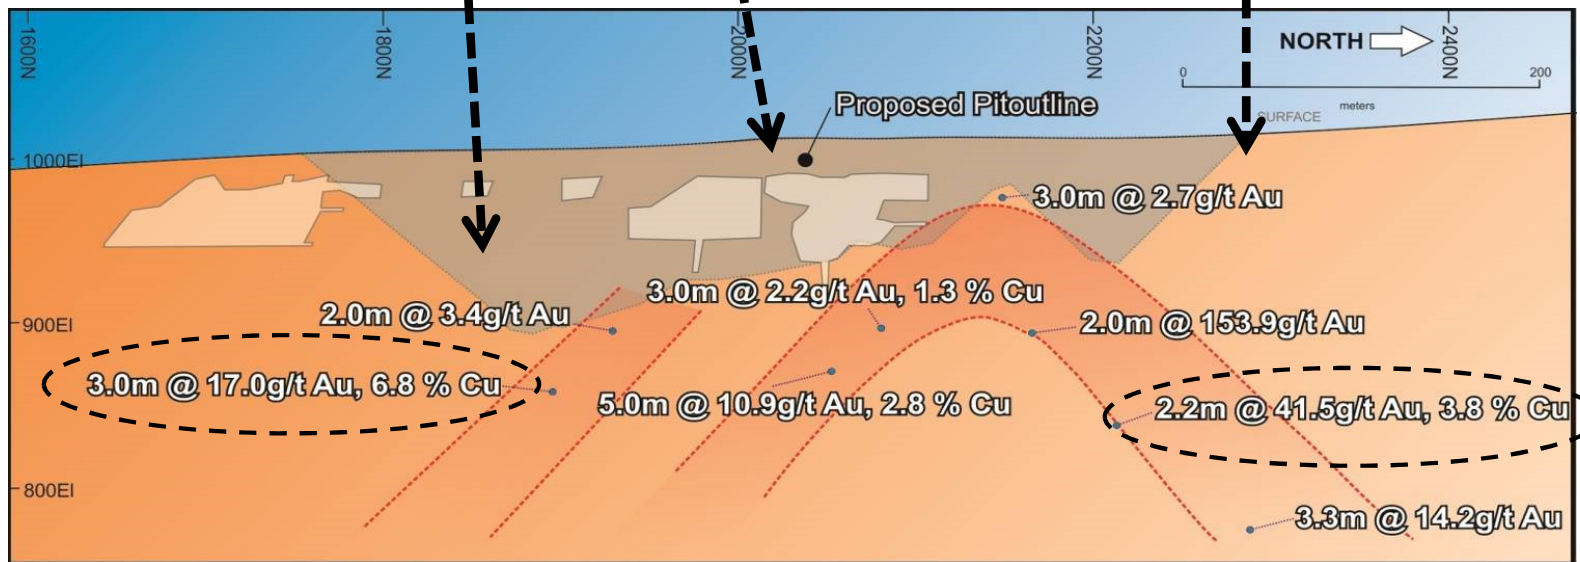 1600N
1800N
2000N
2200N
2400N
NORTH
0
200
meters
SURFACE
Proposed Pitoutline
1000El
3.0m @ 2.7g/t Au
3.0m @ 2.2g/t Au, 1.3 % Cu
2.0m @ 3.4g/t Au
900El
2.0m @ 153.9g/t Au
3.0m @ 17.0g/t Au, 6.8 % Cu
5.0m @ 10.9g/t Au, 2.8 % Cu
2.2m @ 41.5g/t Au, 3.8 % Cu
800El
3.3m @ 14.2g/t Au